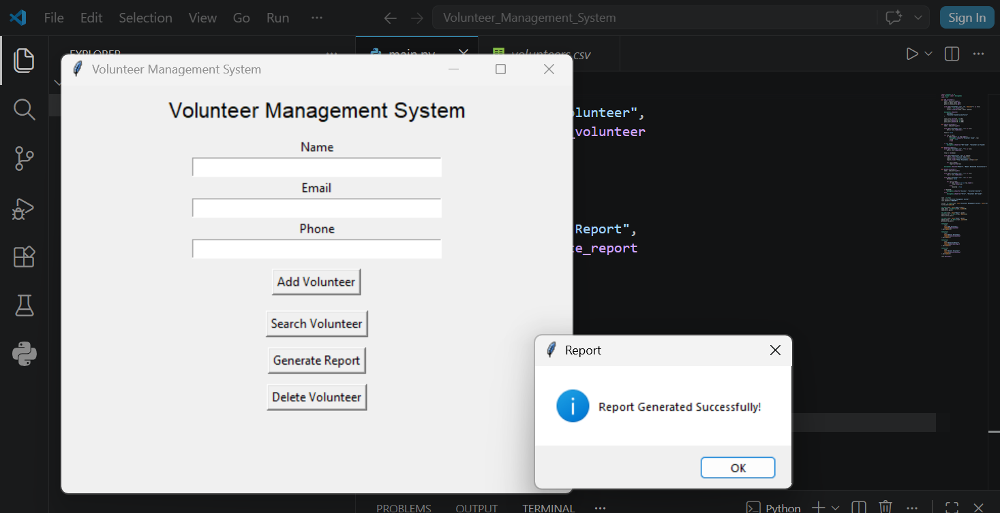 File Edit Selection View Go Run ...
Volunteer_Management_System
Sign In
EXPLORER
main.py
volunteers.csv
Volunteer Management System
Volunteer Management System
Name
Email
Phone
Add Volunteer
Search Volunteer
Generate Report
Delete Volunteer
olunteer",
_volunteer
Report",
te_report
Report
Report Generated Successfully!
OK
PROBLEMS OUTPUT TERMINAL ...
Python